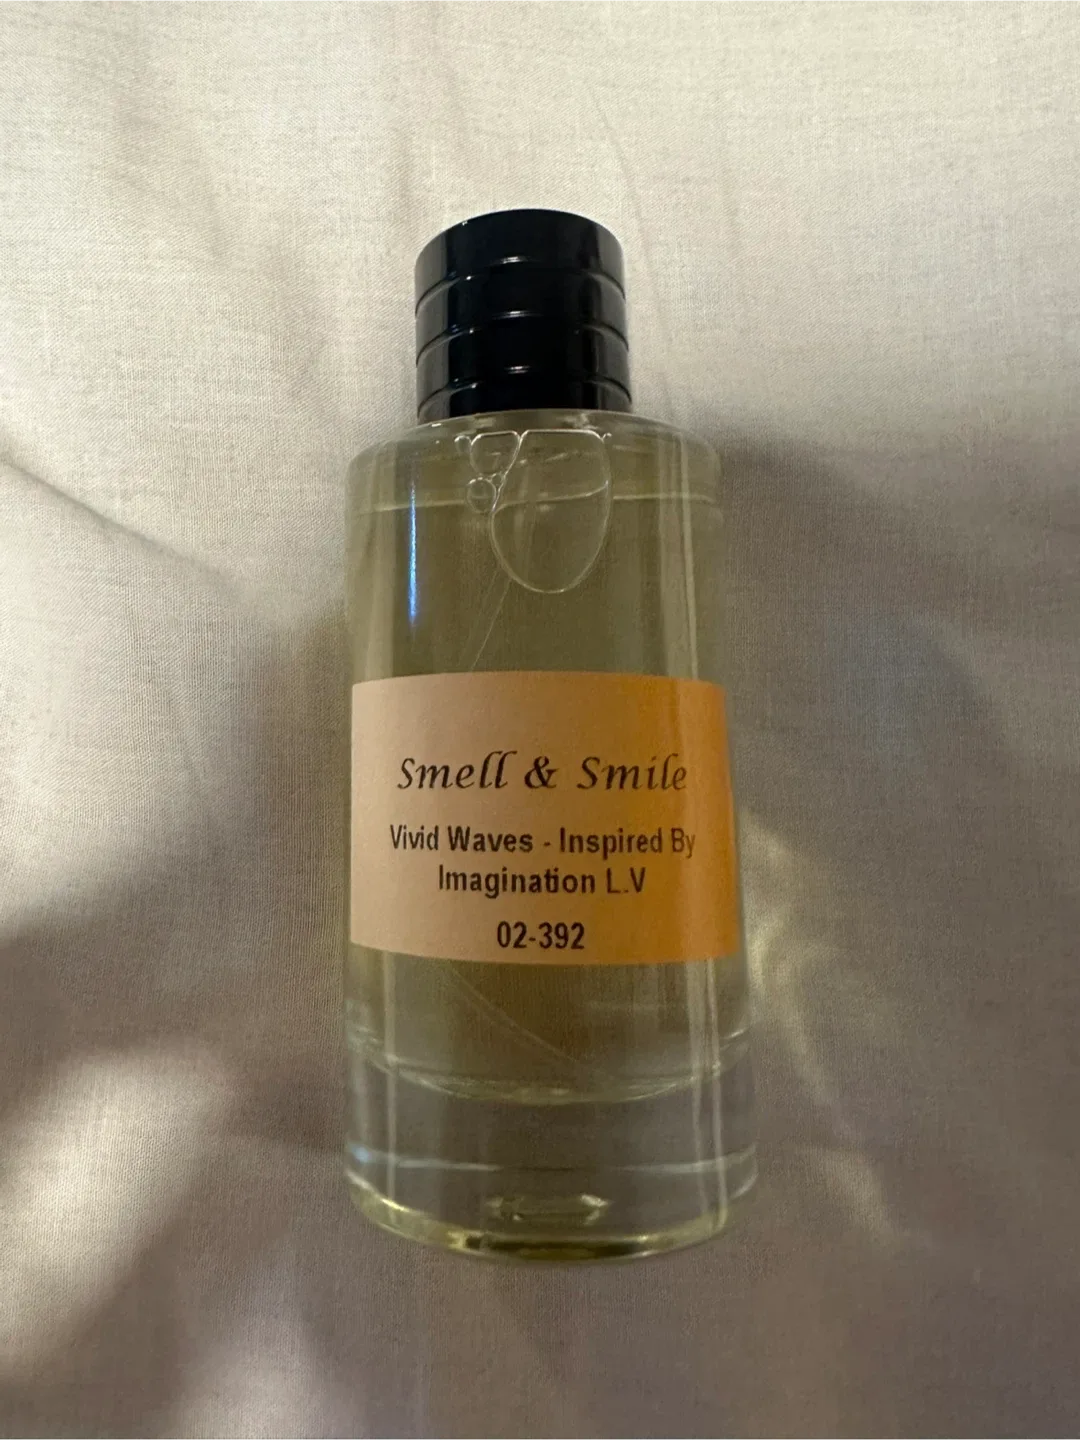 Smell & Smile
Vivid Waves - Inspired By
Imagination L.V
02-392